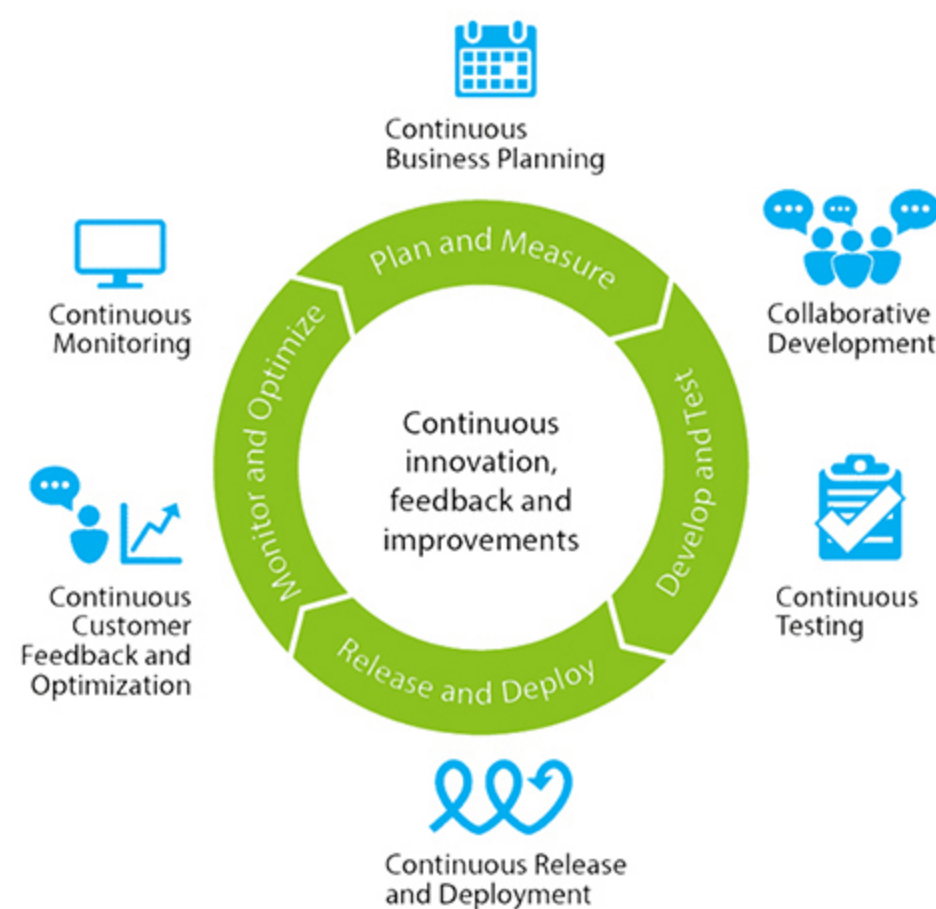 Continuous
Business Planning
Plan and Measure
Collaborative
Development
Develop and Test
Continuous
Testing
Continuous Release
and Deployment
Release and Deploy
Continuous
Customer
Feedback and
Optimization
Monitor and Optimize
Continuous
Monitoring
Continuous
innovation,
feedback and
improvements